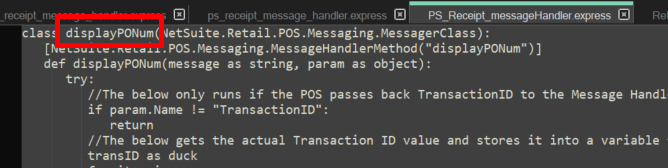 _receipt_message_handler.express ps_receipt_message_handler.express PS_Receipt_messageHandler.express
class displayPONum(NetSuite.Retail.POS.Messaging.MessagerClass):
[NetSuite.Retail.POS.Messaging.MessageHandlerMethod("displayPONum")]
def displayPONum(message as string, param as object):
try:
//The below only runs if the POS passes back TransactionID to the Message Handl
if param.Name != "TransactionID":
return
//The below gets the actual Transaction ID value and stores it into a variable
transID as duck